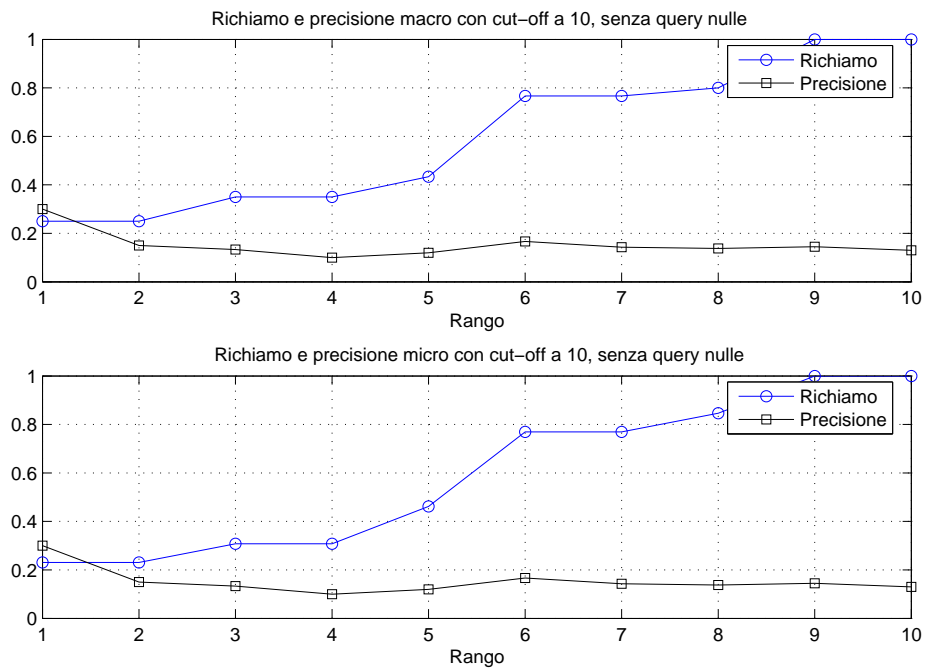 Richiamo e precisione macro con cut−off a 10, senza query nulle
1
0.8
0.6
0.4
0.2
0
Richiamo
Precisione
1 2 3 4 5 6 7 8 9 10
Rango
Richiamo e precisione micro con cut−off a 10, senza query nulle
1
0.8
0.6
0.4
0.2
0
Richiamo
Precisione
1 2 3 4 5 6 7 8 9 10
Rango